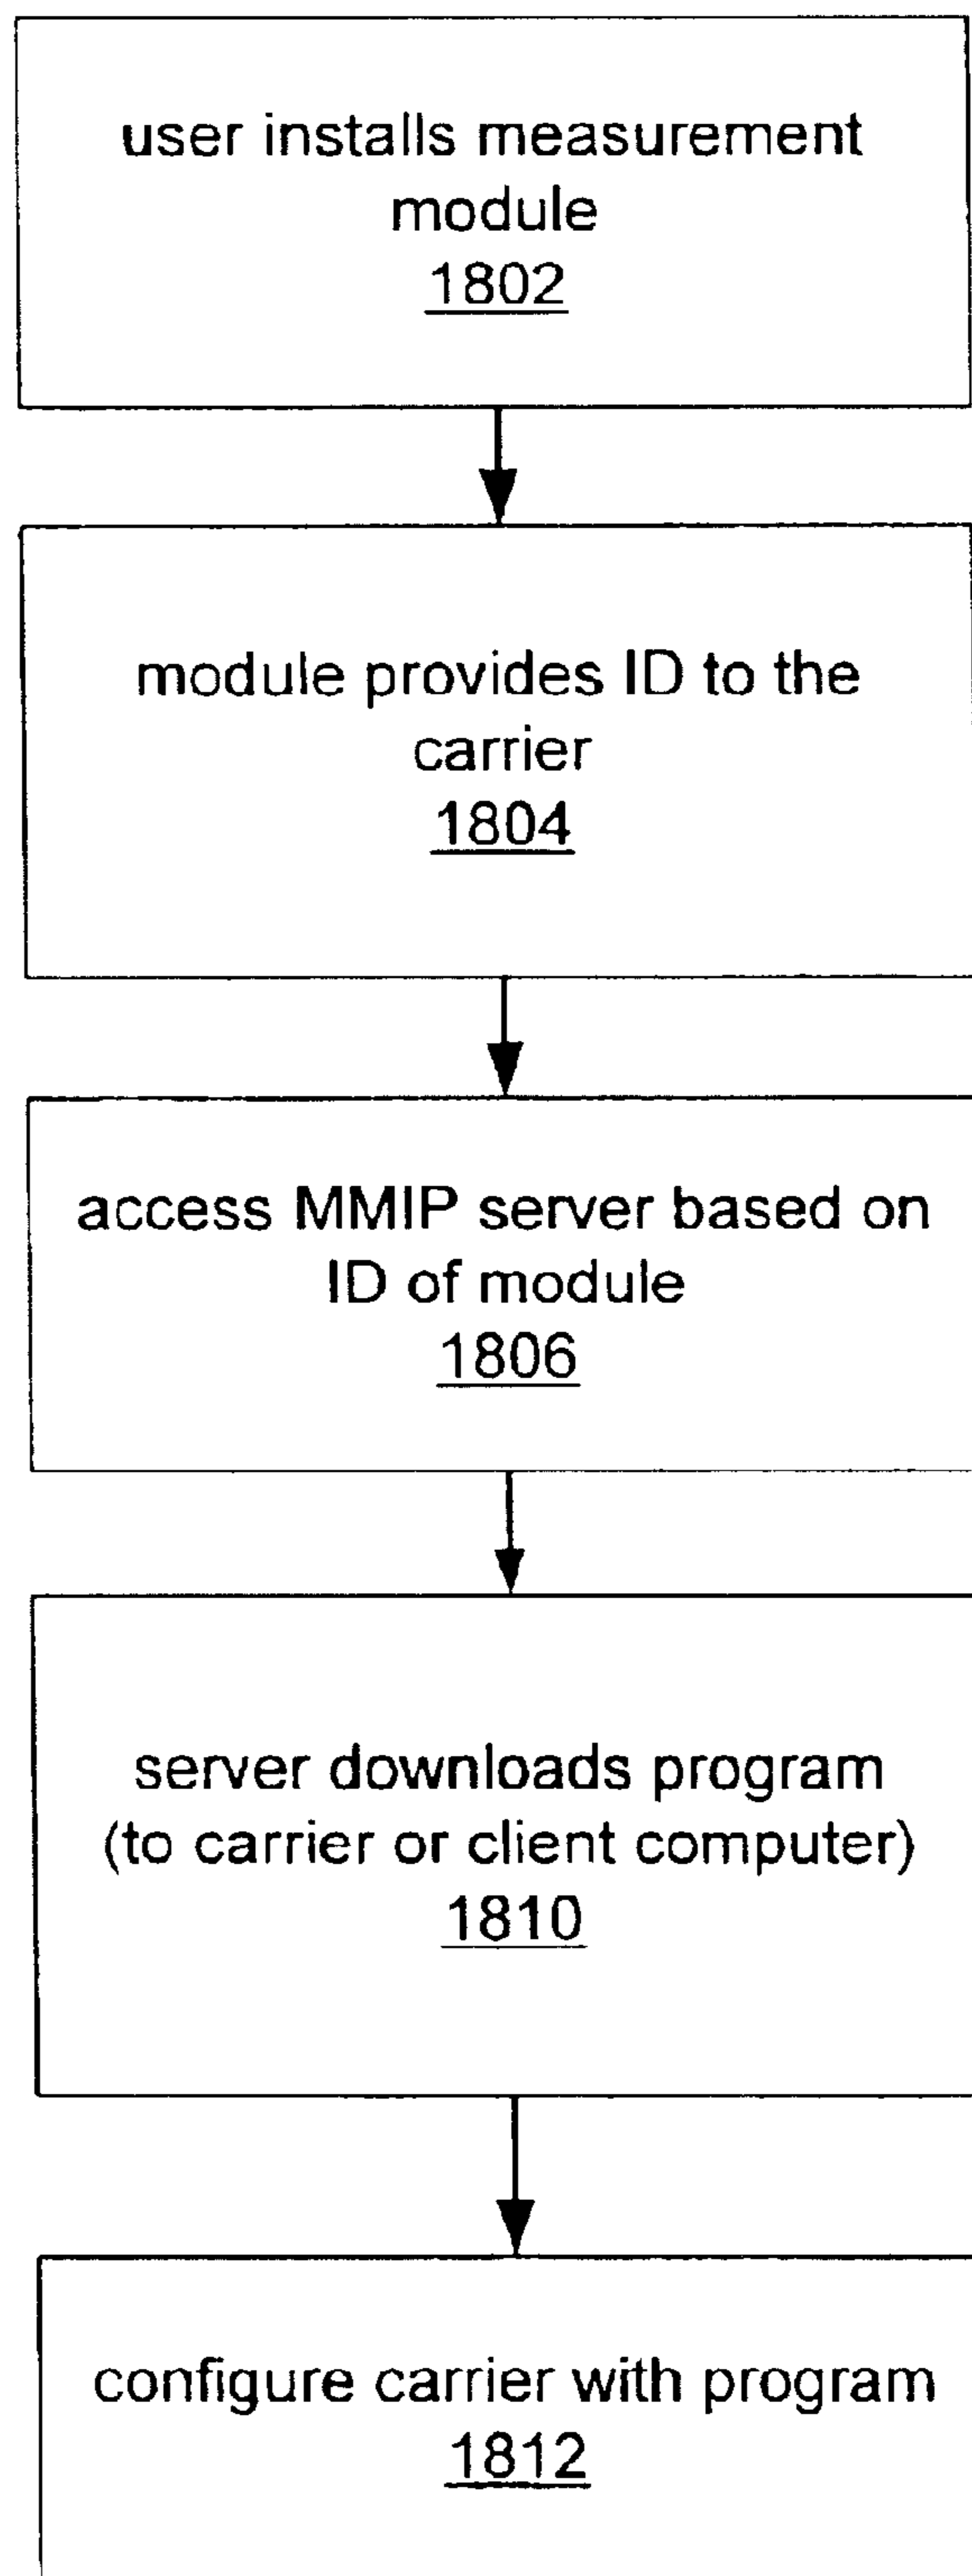 user installs measurement
module
1802
module provides ID to the
carrier
1804
access MMIP server based on
ID of module
1806
server downloads program
(to carrier or client computer)
1810
configure carrier with program
1812